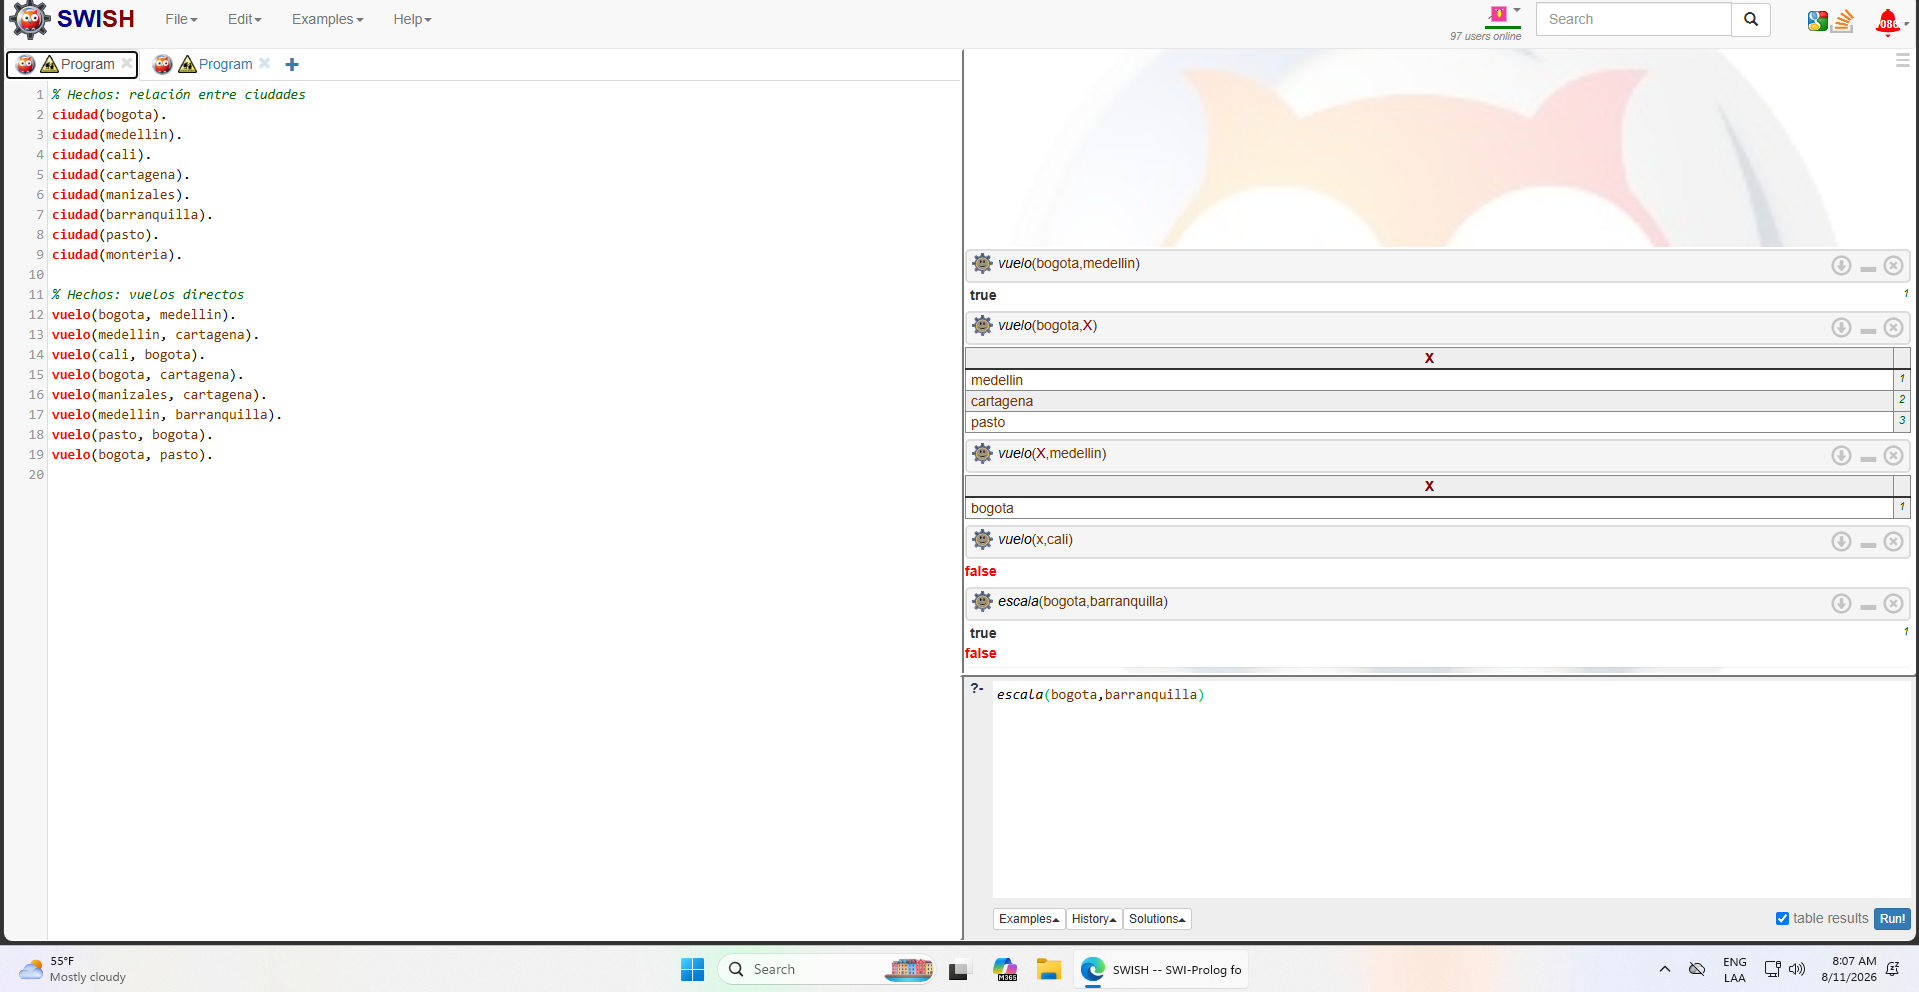 SWISH File Edit Examples Help 97 users online Search
Program Program
1 % Hechos: relación entre ciudades
2 ciudad(bogota).
3 ciudad(medellin).
4 ciudad(cali).
5 ciudad(cartagena).
6 ciudad(manizales).
7 ciudad(barranquilla).
8 ciudad(pasto).
9 ciudad(monteria).
10
11 % Hechos: vuelos directos
12 vuelo(bogota, medellin).
13 vuelo(medellin, cartagena).
14 vuelo(cali, bogota).
15 vuelo(bogota, cartagena).
16 vuelo(manizales, cartagena).
17 vuelo(medellin, barranquilla).
18 vuelo(pasto, bogota).
19 vuelo(bogota, pasto).
20
vuelo(bogota,medellin)
true 1
vuelo(bogota,X)
X
medellin 1
cartagena 2
pasto 3
vuelo(X,medellin)
X
bogota 1
vuelo(x,cali)
false
escala(bogota,barranquilla)
true 1
false
?- escala(bogota,barranquilla)
Examples History Solutions table results Run!
55°F
Mostly cloudy
Search
M365
SWISH -- SWI-Prolog fo
ENG
LAA
8:07 AM
8/11/2026